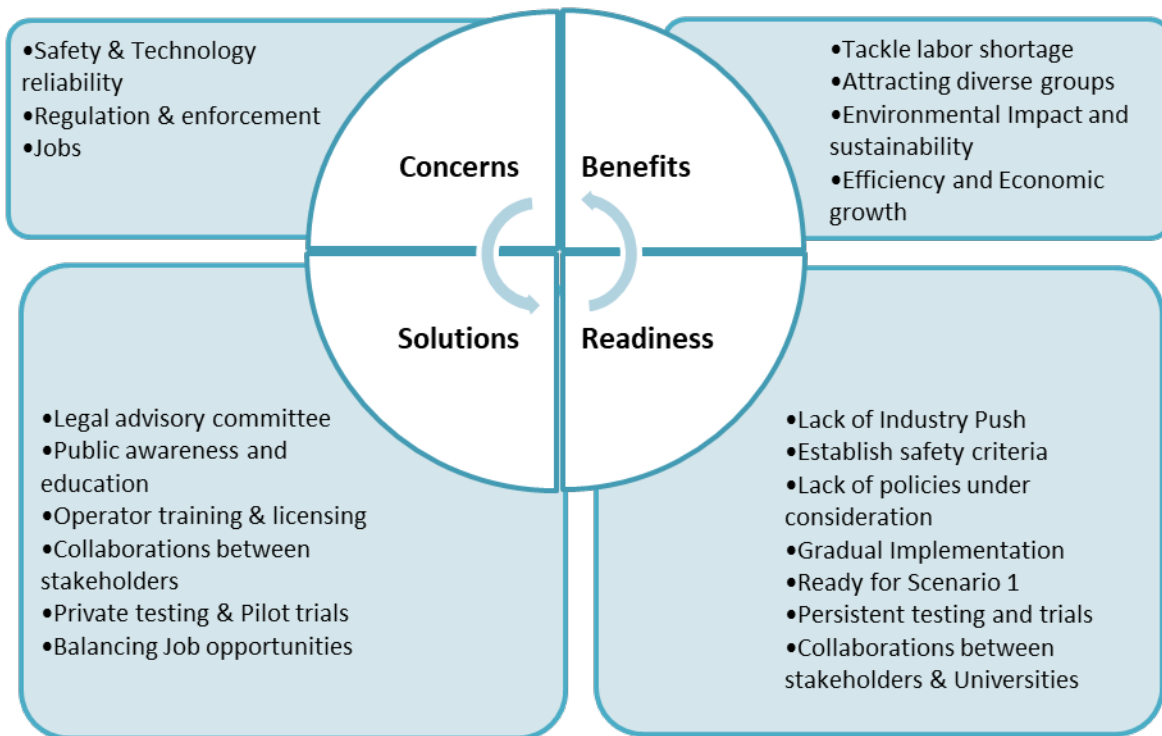 •Safety & Technology
reliability
•Regulation & enforcement
•Jobs
•Tackle labor shortage
•Attracting diverse groups
•Environmental Impact and
sustainability
•Efficiency and Economic
growth
Concerns
Benefits
Solutions
Readiness
•Legal advisory committee
•Public awareness and
education
•Operator training & licensing
•Collaborations between
stakeholders
•Private testing & Pilot trials
•Balancing Job opportunities
•Lack of Industry Push
•Establish safety criteria
•Lack of policies under
consideration
•Gradual Implementation
•Ready for Scenario 1
•Persistent testing and trials
•Collaborations between
stakeholders & Universities